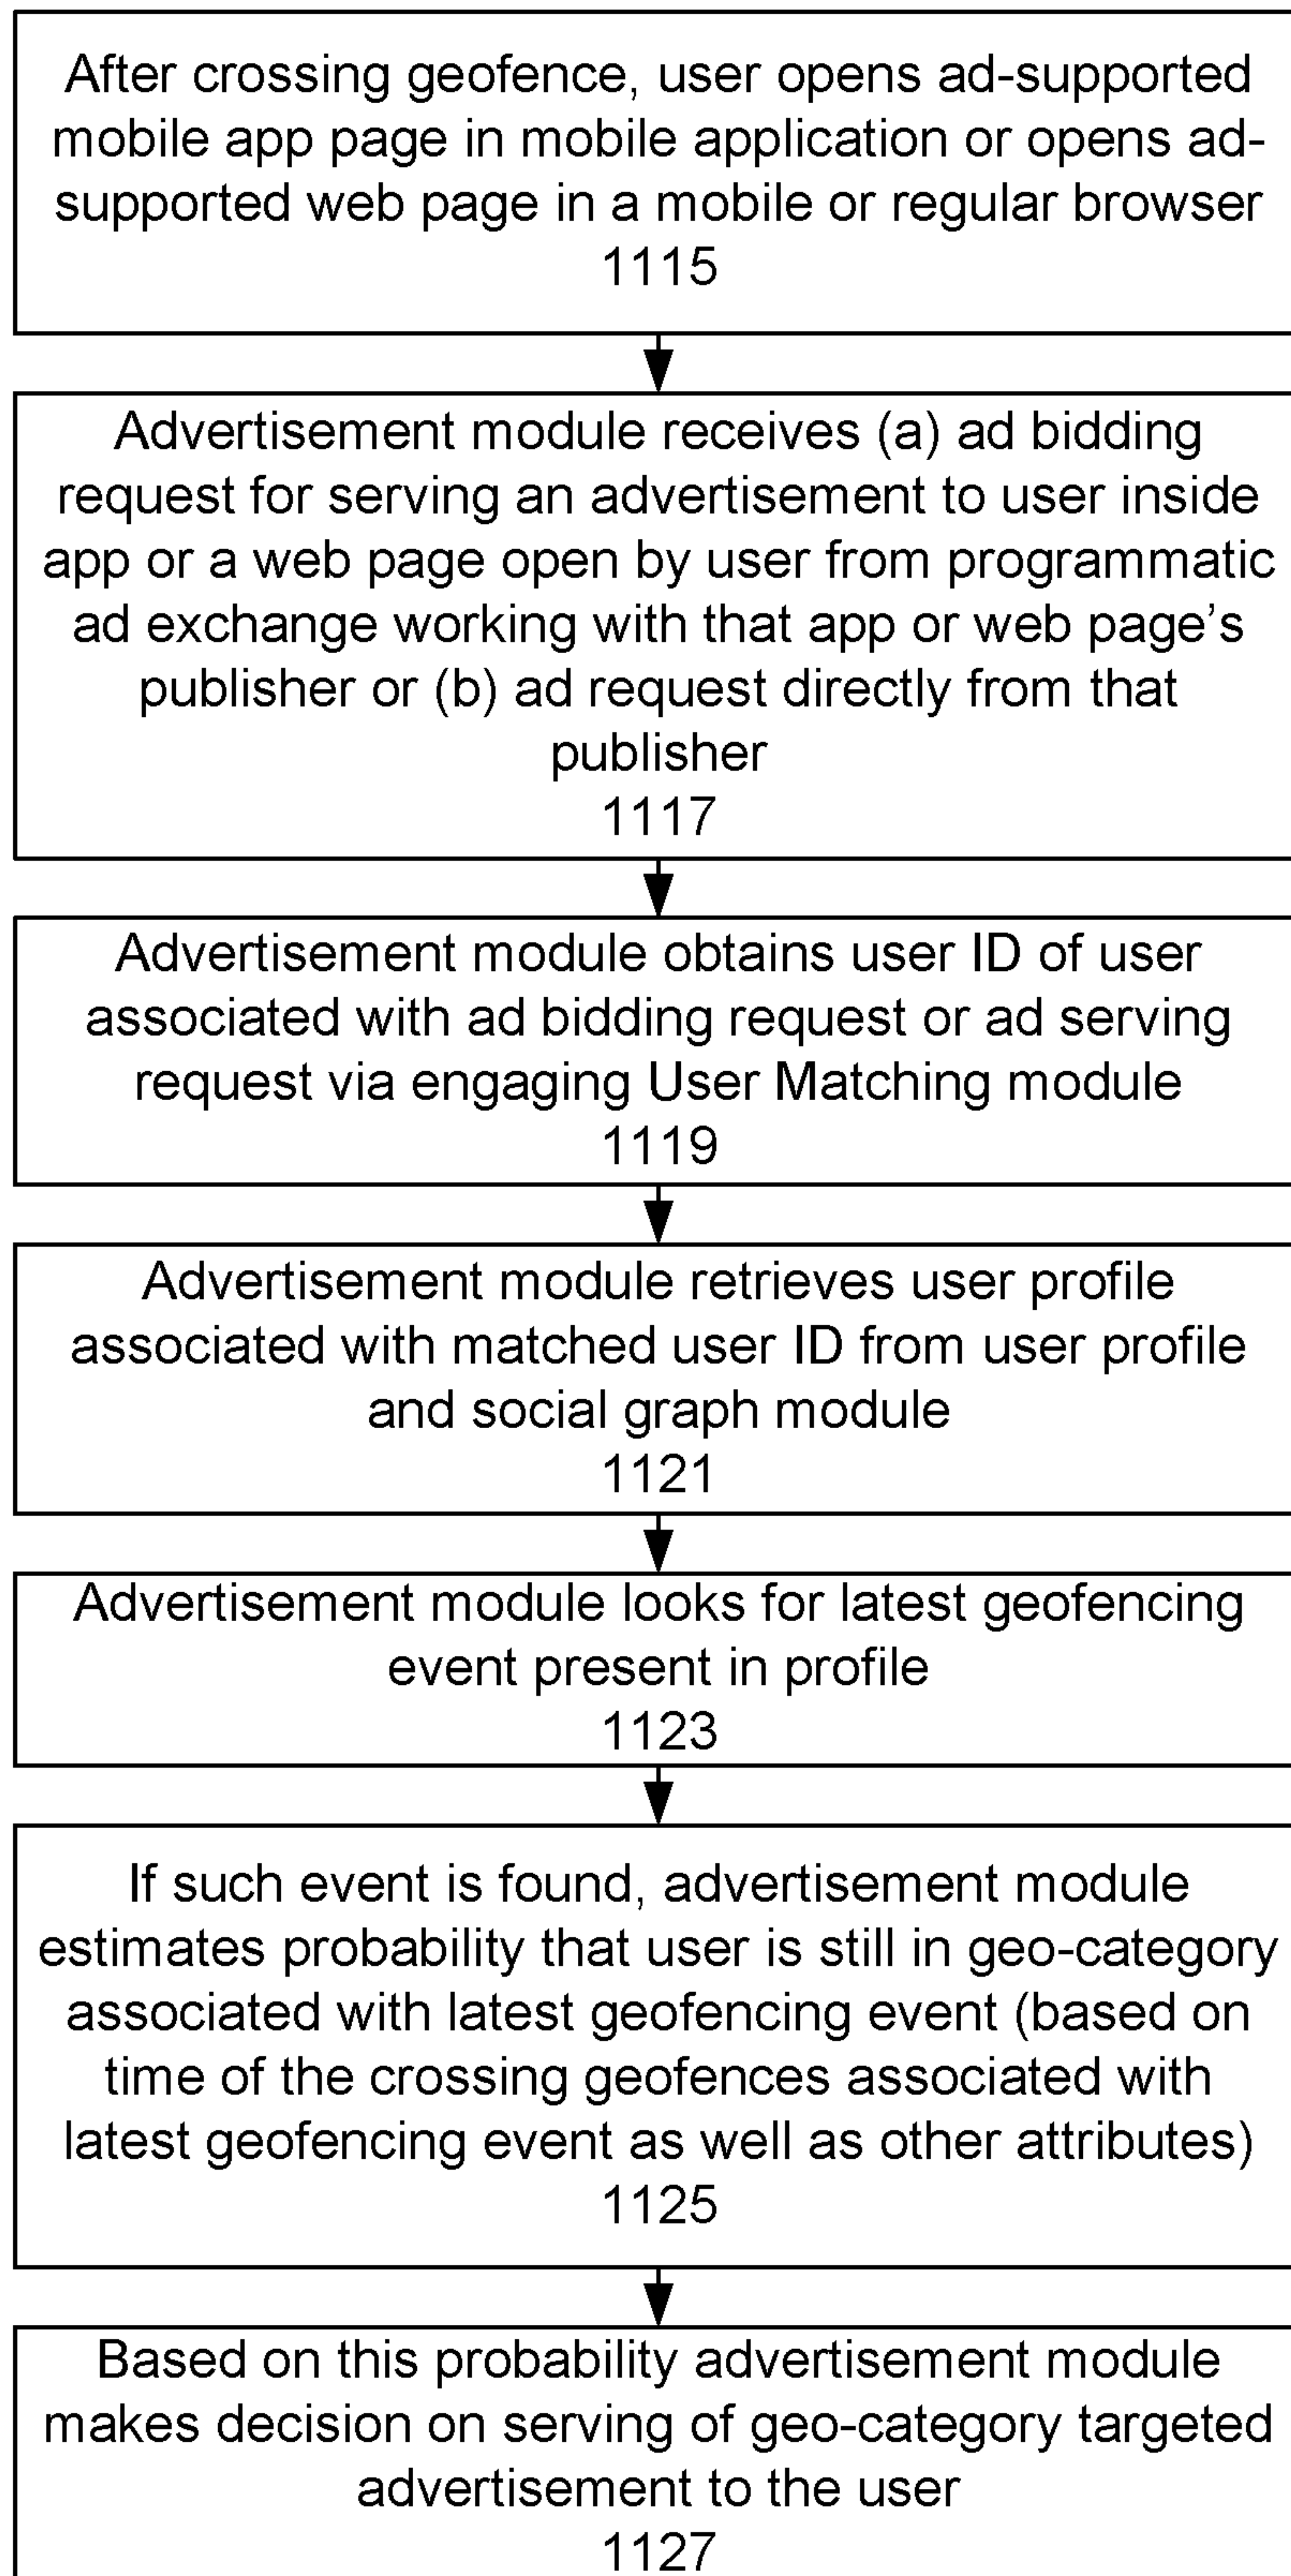 After crossing geofence, user opens ad-supported
mobile app page in mobile application or opens ad-
supported web page in a mobile or regular browser
1115
Advertisement module receives (a) ad bidding
request for serving an advertisement to user inside
app or a web page open by user from programmatic
ad exchange working with that app or web page's
publisher or (b) ad request directly from that
publisher
1117
Advertisement module obtains user ID of user
associated with ad bidding request or ad serving
request via engaging User Matching module
1119
Advertisement module retrieves user profile
associated with matched user ID from user profile
and social graph module
1121
Advertisement module looks for latest geofencing
event present in profile
1123
If such event is found, advertisement module
estimates probability that user is still in geo-category
associated with latest geofencing event (based on
time of the crossing geofences associated with
latest geofencing event as well as other attributes)
1125
Based on this probability advertisement module
makes decision on serving of geo-category targeted
advertisement to the user
1127